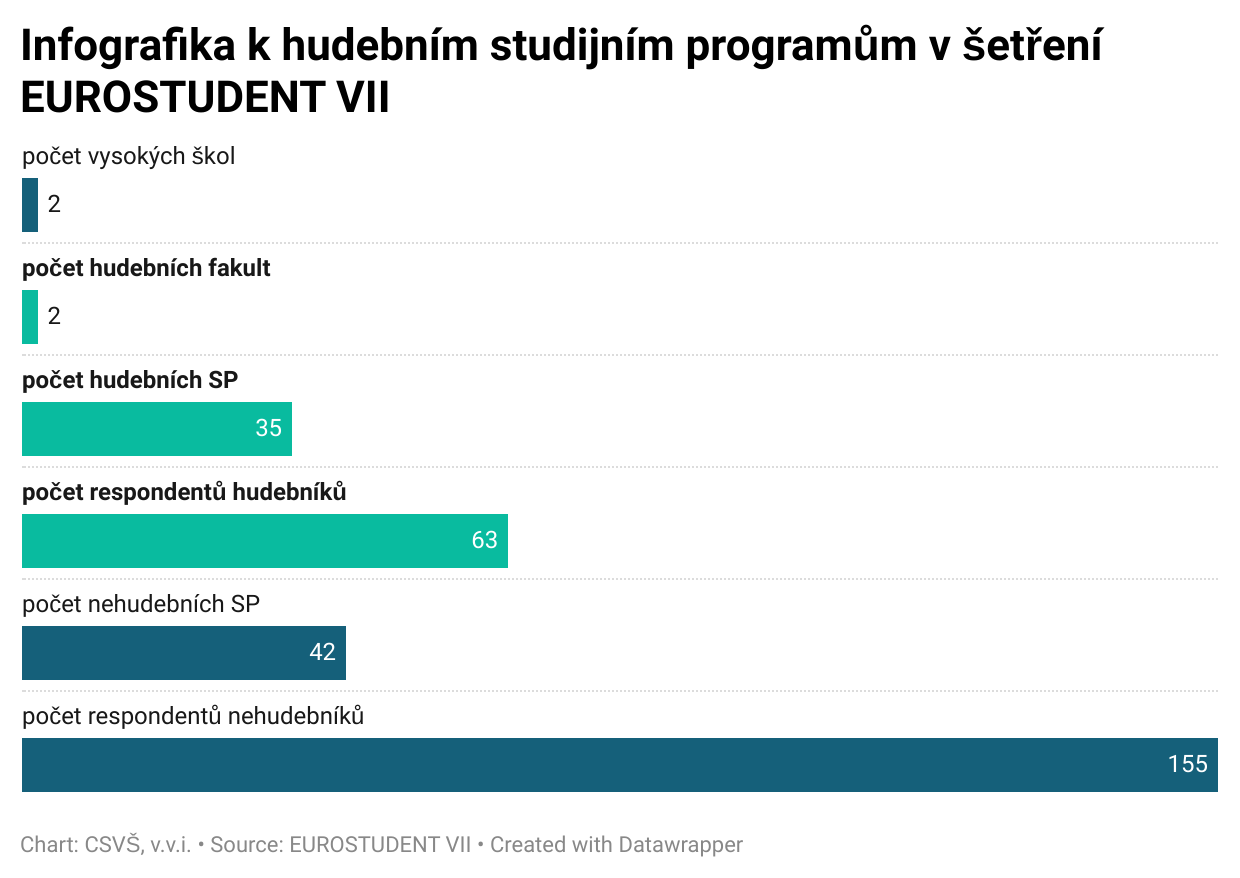 Infografika k hudebním studijním programům v šetření
EUROSTUDENT VII
počet vysokých škol
2
počet hudebních fakult
2
počet hudebních SP
35
počet respondentů hudebníků
63
počet nehudebních SP
42
počet respondentů nehudebníků
155
Chart: CSVŠ, v.v.i. • Source: EUROSTUDENT VII • Created with Datawrapper